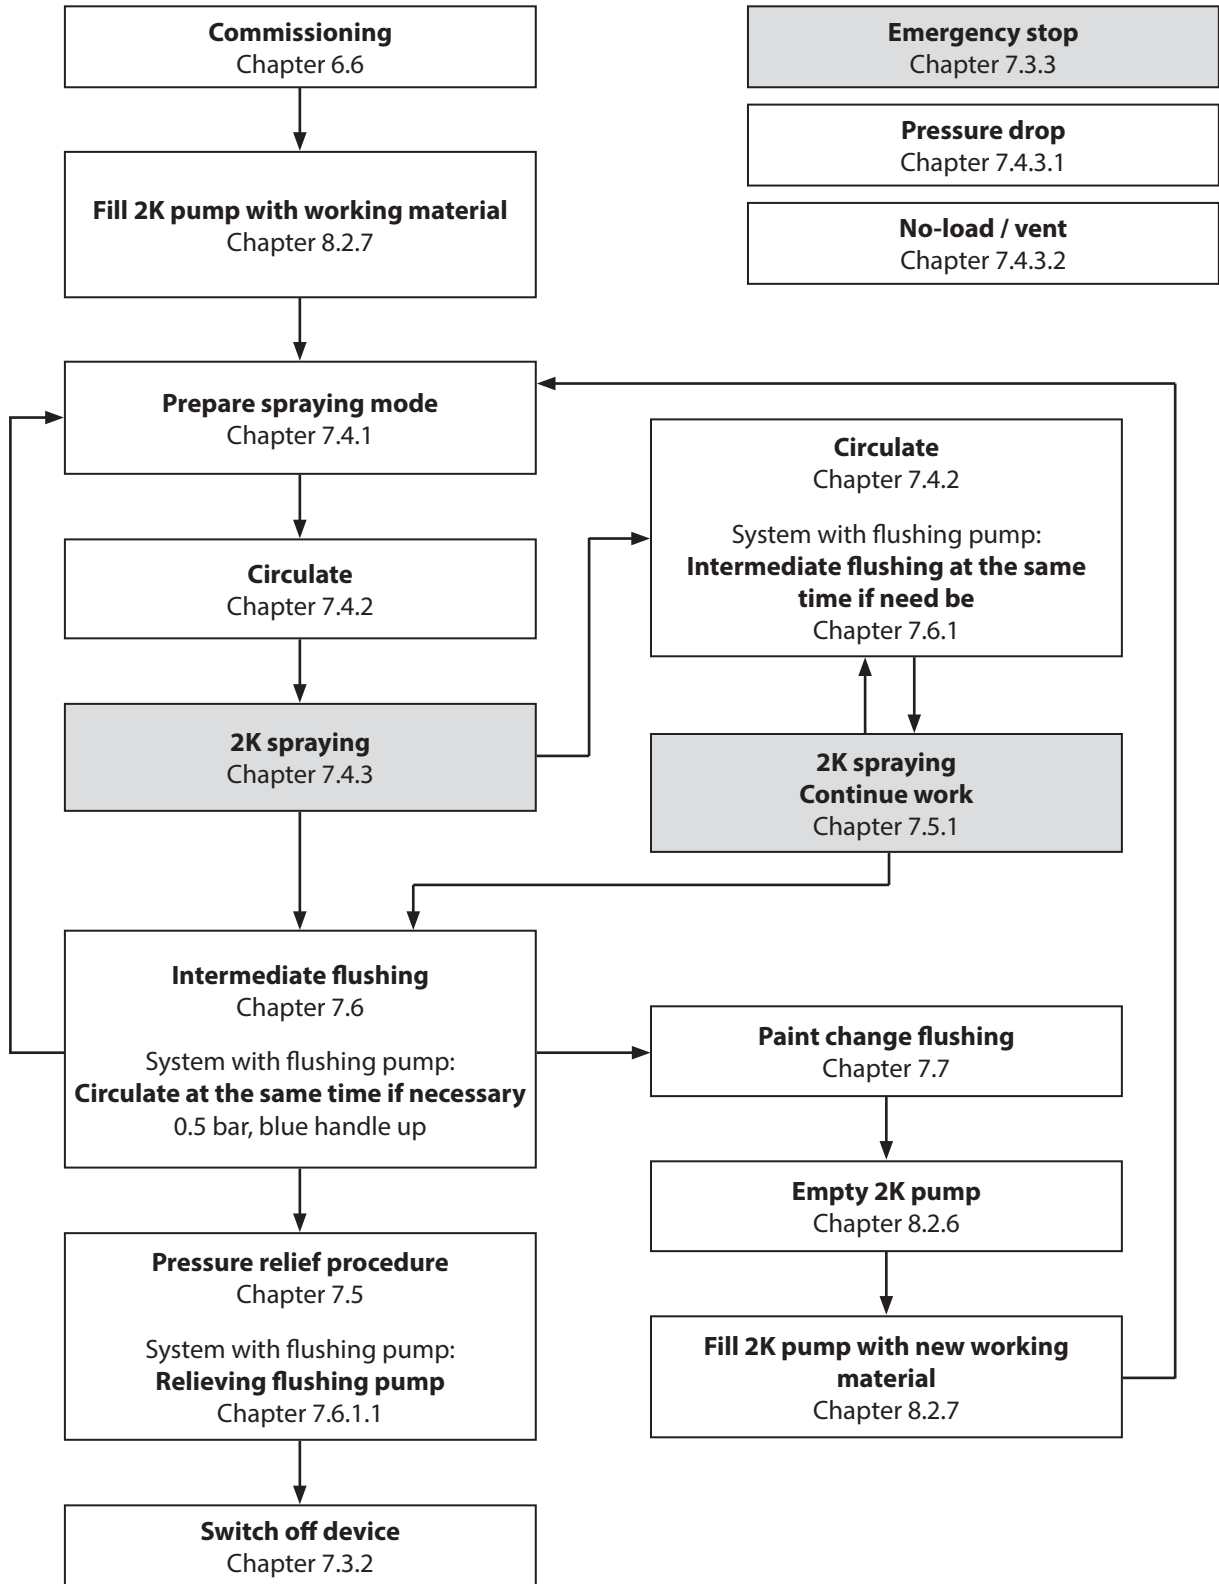 Commissioning
Chapter 6.6
Emergency stop
Chapter 7.3.3
Pressure drop
Chapter 7.4.3.1
No-load / vent
Chapter 7.4.3.2
Fill 2K pump with working material
Chapter 8.2.7
Prepare spraying mode
Chapter 7.4.1
Circulate
Chapter 7.4.2
2K spraying
Chapter 7.4.3
Circulate
Chapter 7.4.2
System with flushing pump:
Intermediate flushing at the same
time if need be
Chapter 7.6.1
2K spraying
Continue work
Chapter 7.5.1
Intermediate flushing
Chapter 7.6
System with flushing pump:
Circulate at the same time if necessary
0.5 bar, blue handle up
Paint change flushing
Chapter 7.7
Empty 2K pump
Chapter 8.2.6
Fill 2K pump with new working
material
Chapter 8.2.7
Pressure relief procedure
Chapter 7.5
System with flushing pump:
Relieving flushing pump
Chapter 7.6.1.1
Switch off device
Chapter 7.3.2